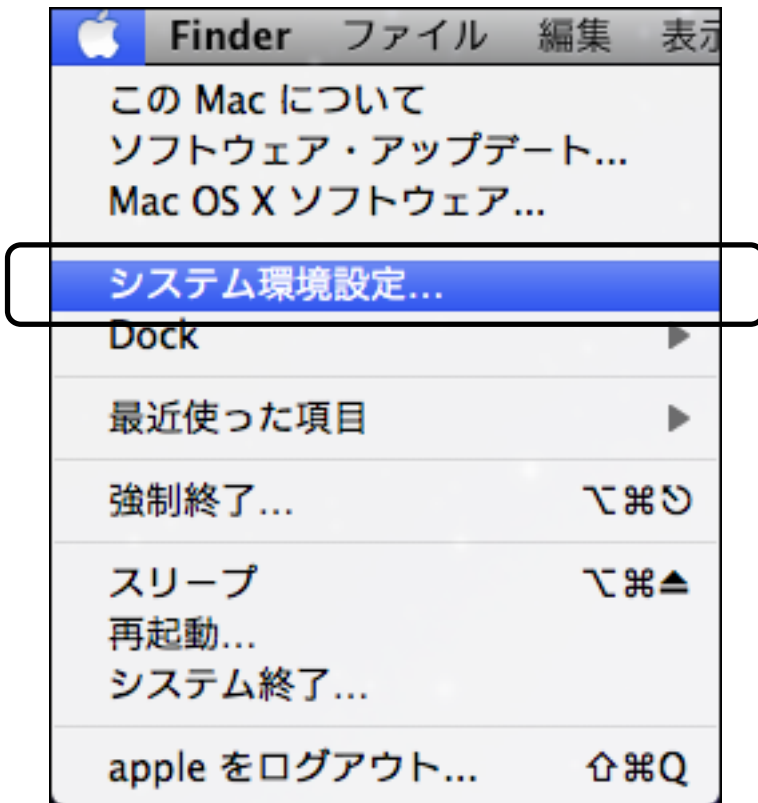 Finder ファイル 編集 表示
この Mac について
ソフトウェア・アップデート...
Mac OS X ソフトウェア...
システム環境設定...
Dock
最近使った項目
強制終了... ⌥⌘⎋
スリープ ⌥⌘⏏
再起動...
システム終了...
apple をログアウト... ⇧⌘Q